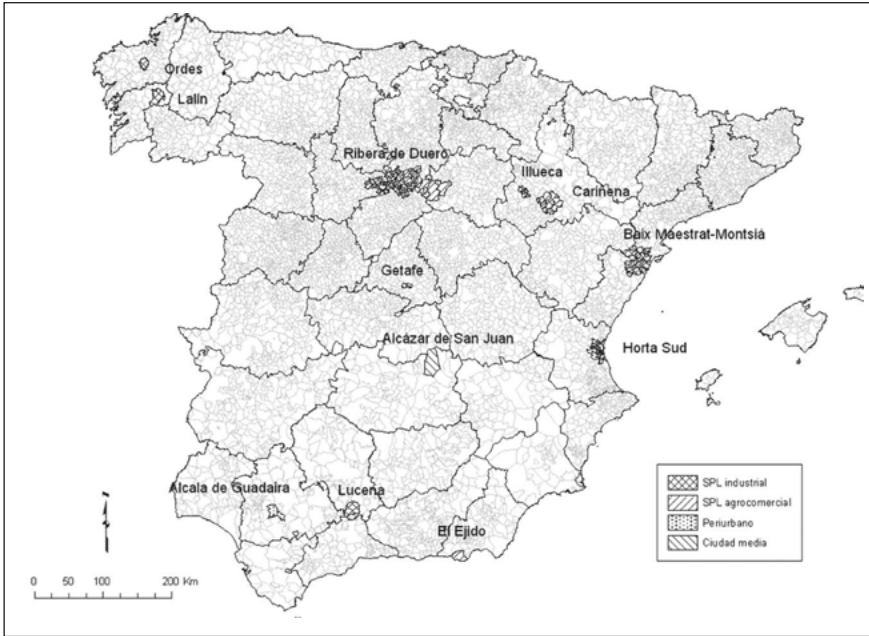 Ordes
Lalín
Ribera de Duero
Illueca
Cariñena
Baix Maestrat-Montsià
Getafe
Alcázar de San Juan
Horta Sud
Alcala de Guadaira
Lucena
El Ejido
SPL industrial
SPL agrocomercial
Periurbano
Ciudad media
0 50 100 200 Km